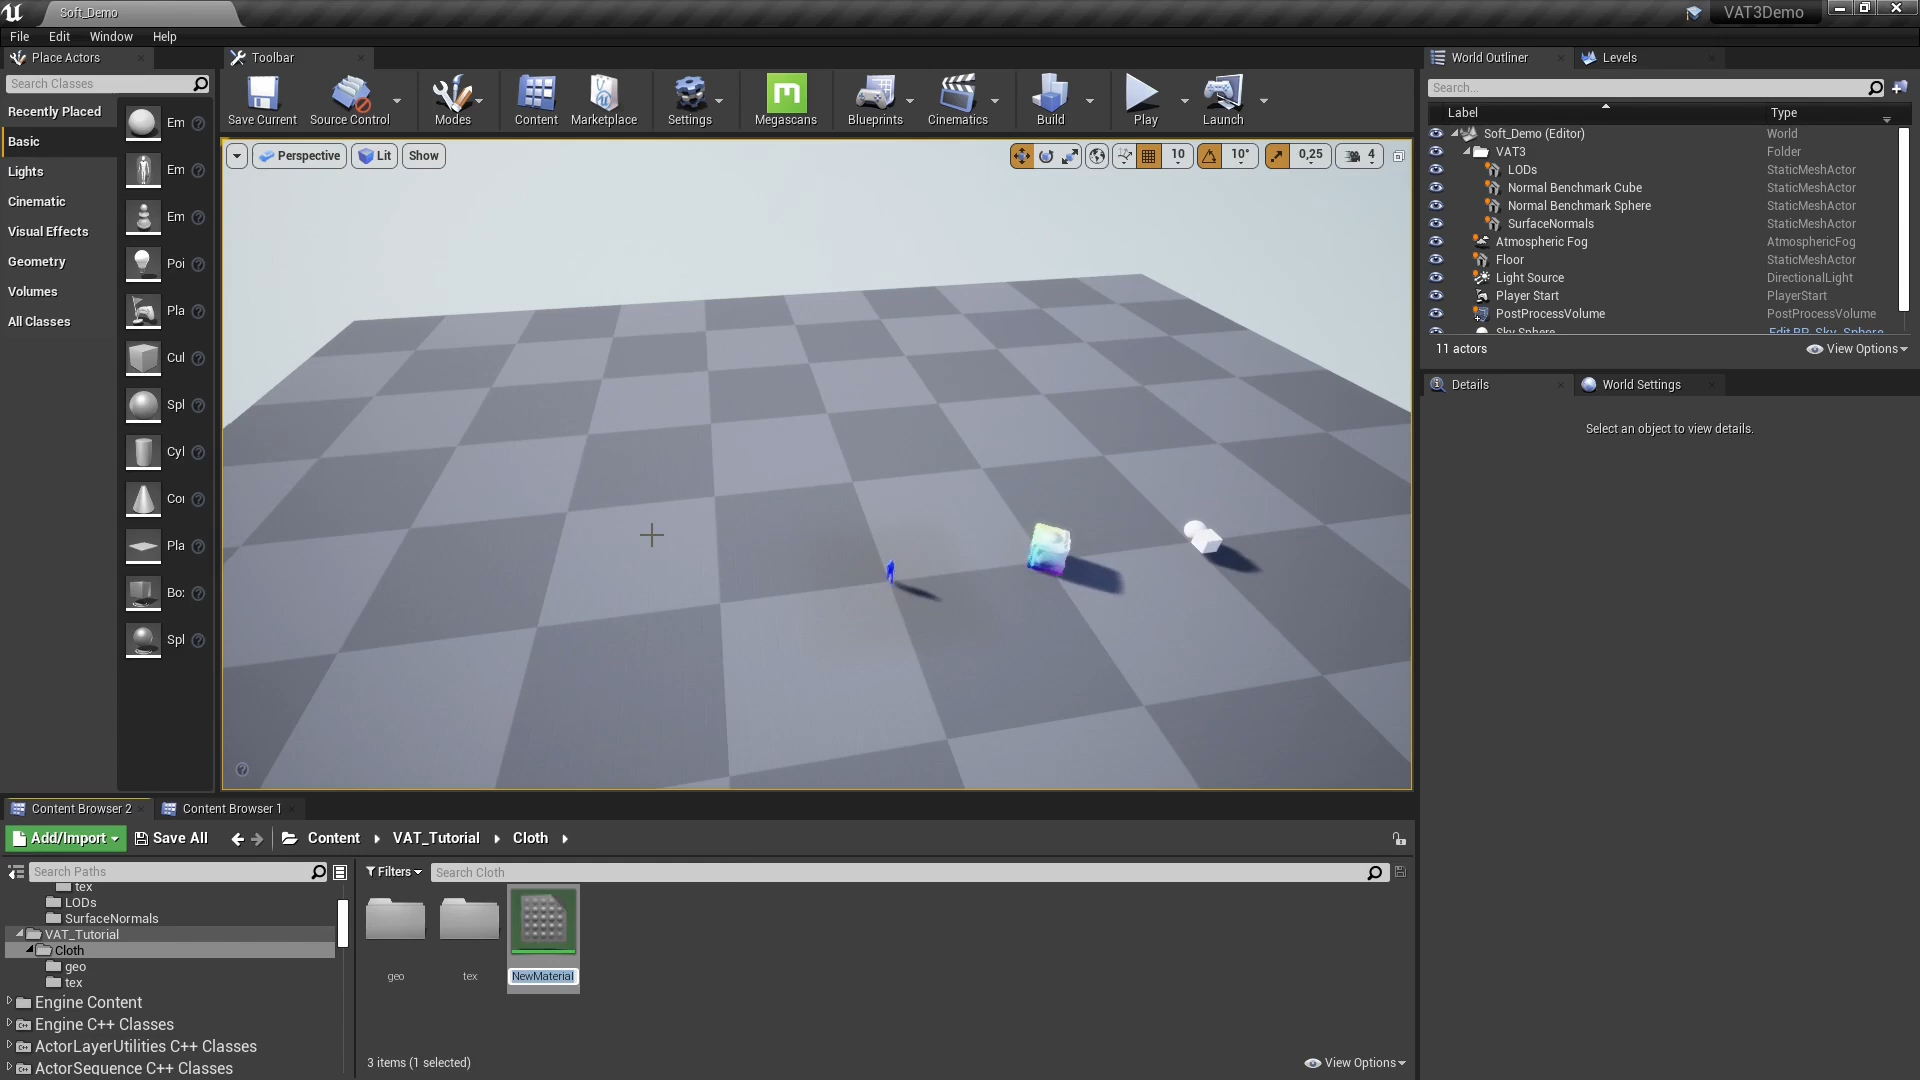 Soft_Demo
VAT3Demo
File Edit Window Help
Place Actors
Toolbar
World Outliner
Levels
Search Classes
Recently Placed
Basic
Lights
Cinematic
Visual Effects
Geometry
Volumes
All Classes
Em
Em
Em
Poi
Pla
Cul
Spl
Cyl
Coı
Pla
Bo:
Spl
Save Current
Source Control
Modes
Content
Marketplace
Settings
Megascans
Blueprints
Cinematics
Build
Play
Launch
Perspective
Lit
Show
10
10°
0,25
4
Search...
Label Type
Soft_Demo (Editor) World
VAT3 Folder
LODs StaticMeshActor
Normal Benchmark Cube StaticMeshActor
Normal Benchmark Sphere StaticMeshActor
SurfaceNormals StaticMeshActor
Atmospheric Fog AtmosphericFog
Floor StaticMeshActor
Light Source DirectionalLight
Player Start PlayerStart
PostProcessVolume PostProcessVolume
Sky Sphere Edit BP_Sky_Sphere
11 actors
View Options
Details
World Settings
Select an object to view details.
Content Browser 2
Content Browser 1
Add/Import
Save All
Content
VAT_Tutorial
Cloth
Search Paths
Filters
Search Cloth
tex
LODs
SurfaceNormals
VAT_Tutorial
Cloth
geo
tex
Engine Content
Engine C++ Classes
ActorLayerUtilities C++ Classes
ActorSequence C++ Classes
geo
tex
NewMaterial
3 items (1 selected)
View Options